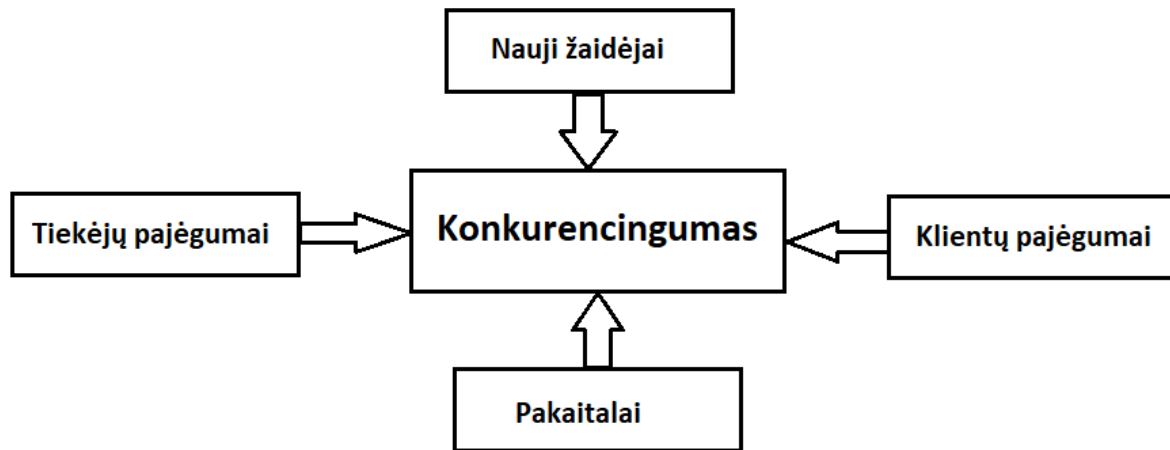 Nauji žaidėjai
Tiekėjų pajėgumai
Konkurencingumas
Klientų pajėgumai
Pakaitalai